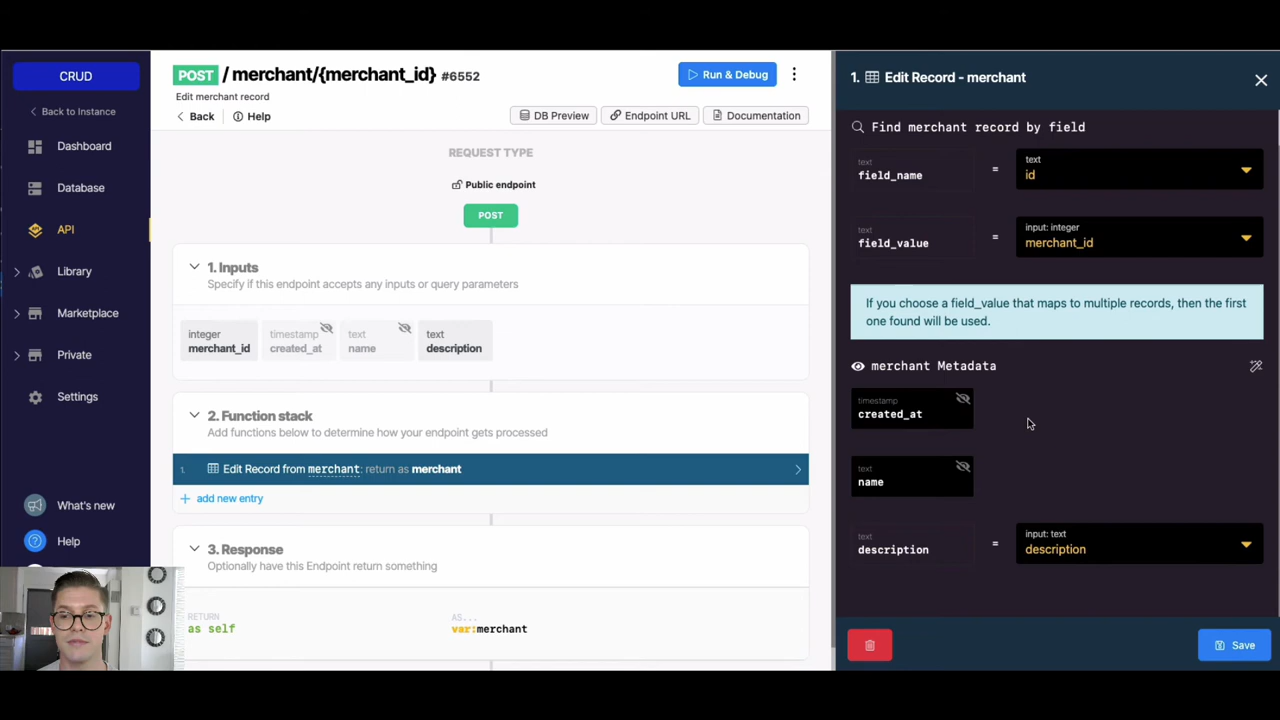 CRUD
Back to Instance
Dashboard
Database
API
Library
Marketplace
Private
Settings
What's new
Help
POST / merchant/{merchant_id} #6552
Edit merchant record
Run & Debug
Back
Help
DB Preview
Endpoint URL
Documentation
REQUEST TYPE
Public endpoint
POST
1. Inputs
Specify if this endpoint accepts any inputs or query parameters
integer
merchant_id
timestamp
created_at
text
name
text
description
2. Function stack
Add functions below to determine how your endpoint gets processed
1. Edit Record from merchant: return as merchant
+ add new entry
3. Response
Optionally have this Endpoint return something
RETURN
as self
AS...
var:merchant
1. Edit Record - merchant
Find merchant record by field
text
field_name
=
text
id
text
field_value
=
input: integer
merchant_id
If you choose a field_value that maps to multiple records, then the first
one found will be used.
merchant Metadata
timestamp
created_at
text
name
text
description
=
input: text
description
Save